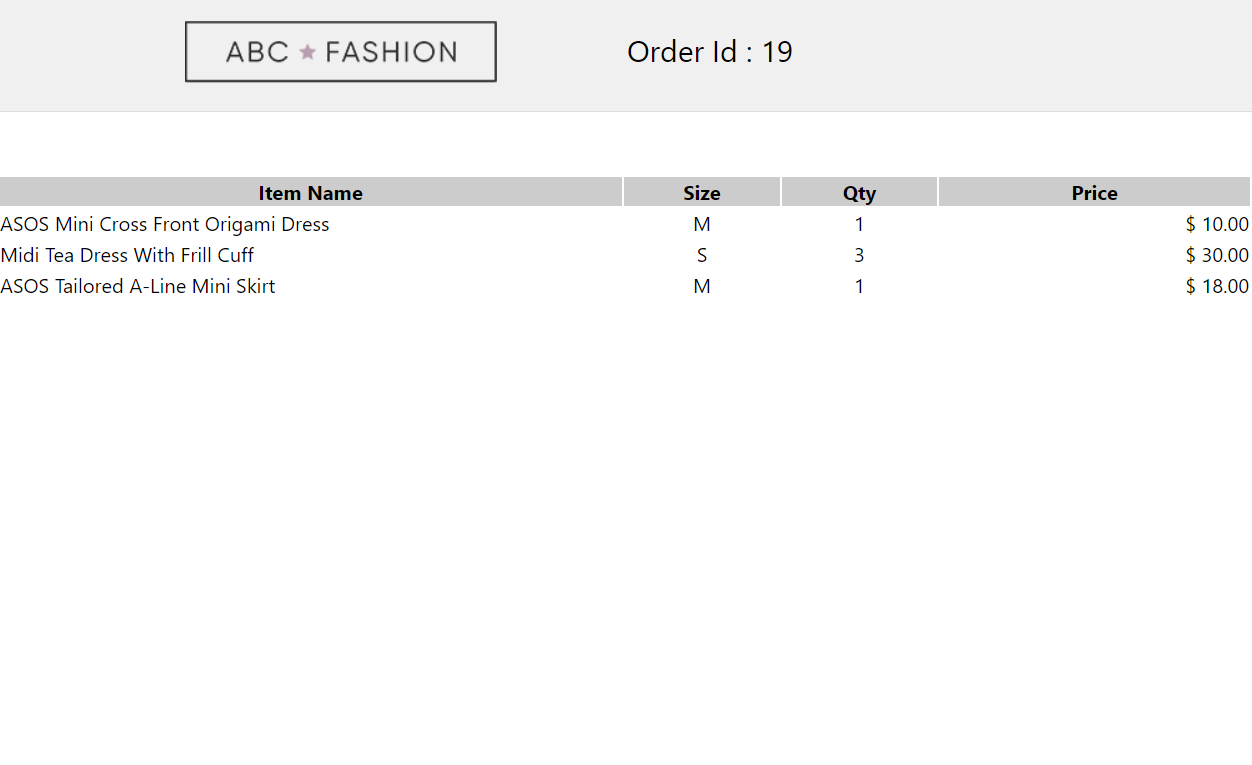 ABC ★ FASHION
Order Id : 19
Item Name Size Qty Price
ASOS Mini Cross Front Origami Dress M 1 $ 10.00
Midi Tea Dress With Frill Cuff S 3 $ 30.00
ASOS Tailored A-Line Mini Skirt M 1 $ 18.00